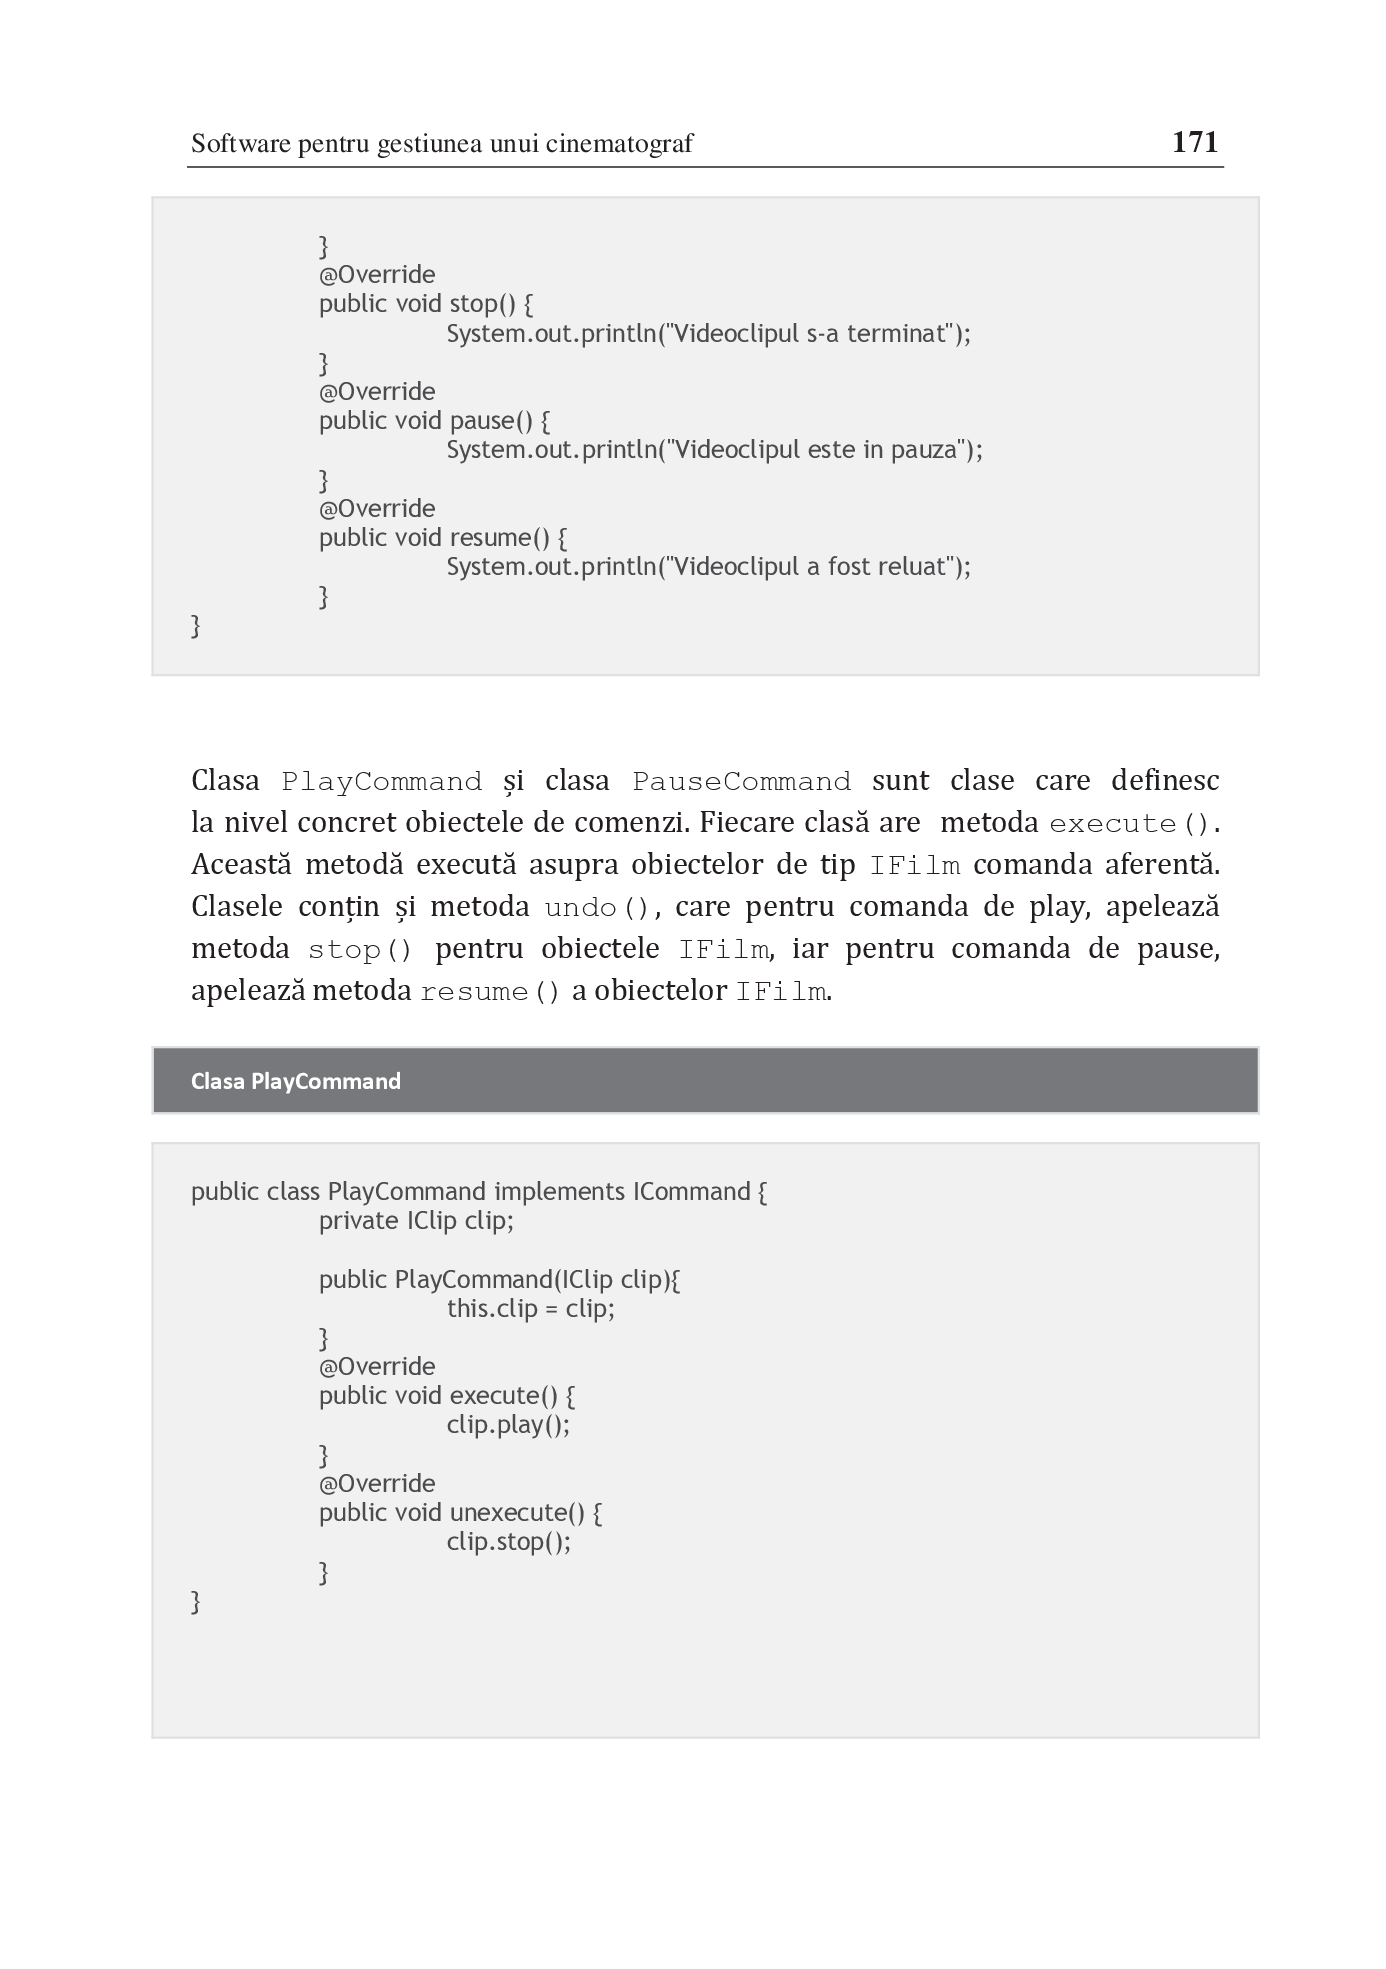 Software pentru gestiunea unui cinematograf 171
}
@Override
public void stop() {
System.out.println("Videoclipul s-a terminat");
}
@Override
public void pause() {
System.out.println("Videoclipul este in pauza");
}
@Override
public void resume() {
System.out.println("Videoclipul a fost reluat");
}
}
Clasa PlayCommand și clasa PauseCommand sunt clase care definesc
la nivel concret obiectele de comenzi. Fiecare clasă are metoda execute().
Această metodă execută asupra obiectelor de tip IFilm comanda aferentă.
Clasele conțin și metoda undo(), care pentru comanda de play, apelează
metoda stop() pentru obiectele IFilm, iar pentru comanda de pause,
apelează metoda resume() a obiectelor IFilm.
Clasa PlayCommand
public class PlayCommand implements ICommand {
private IClip clip;
public PlayCommand(IClip clip){
this.clip = clip;
}
@Override
public void execute() {
clip.play();
}
@Override
public void unexecute() {
clip.stop();
}
}